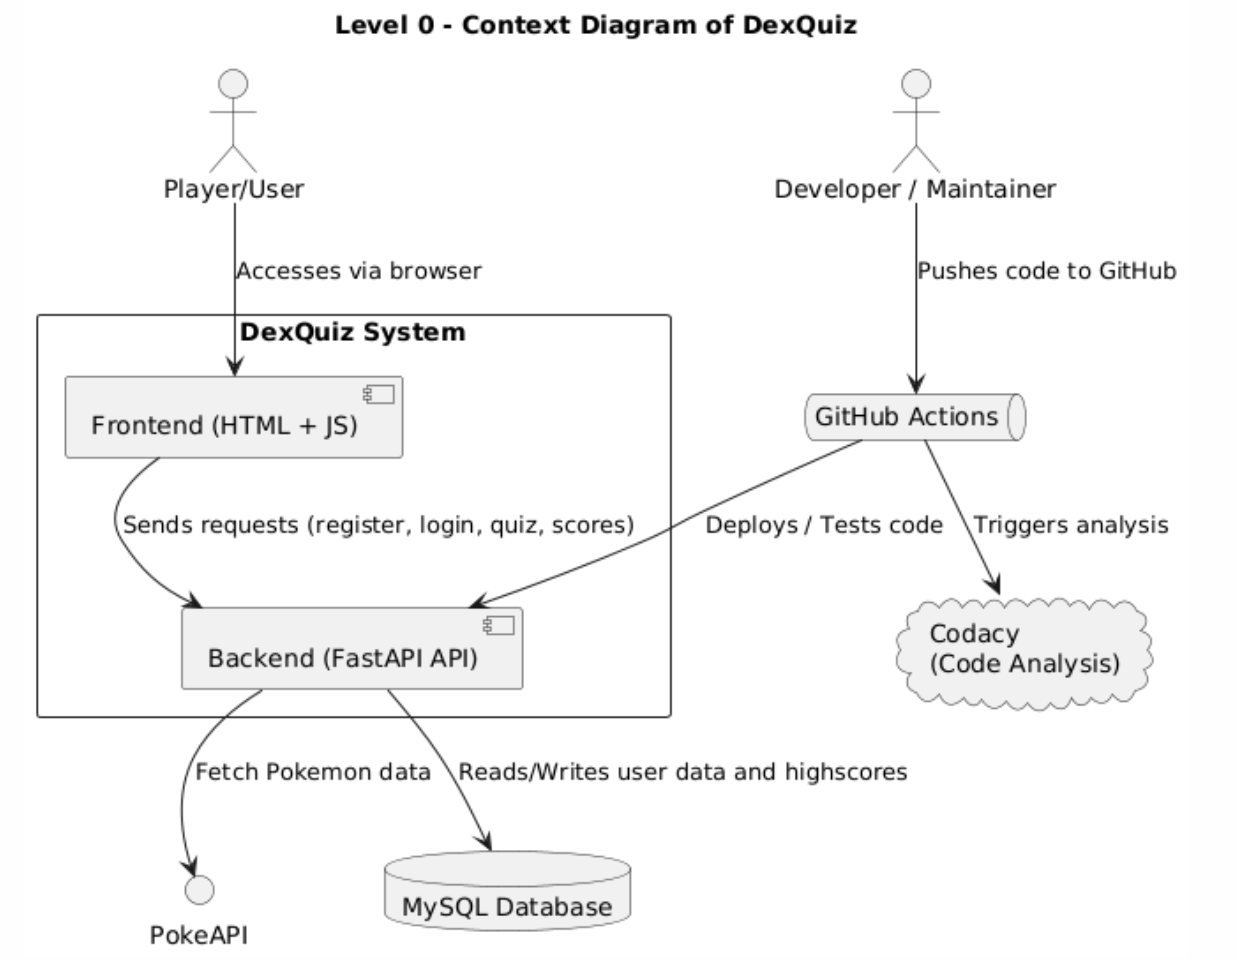 Level 0 - Context Diagram of DexQuiz
Player/User
Developer / Maintainer
Accesses via browser
Pushes code to GitHub
DexQuiz System
Frontend (HTML + JS)
GitHub Actions
Sends requests (register, login, quiz, scores)
Deploys / Tests code
Triggers analysis
Backend (FastAPI API)
Codacy
(Code Analysis)
Fetch Pokemon data
Reads/Writes user data and highscores
MySQL Database
PokeAPI